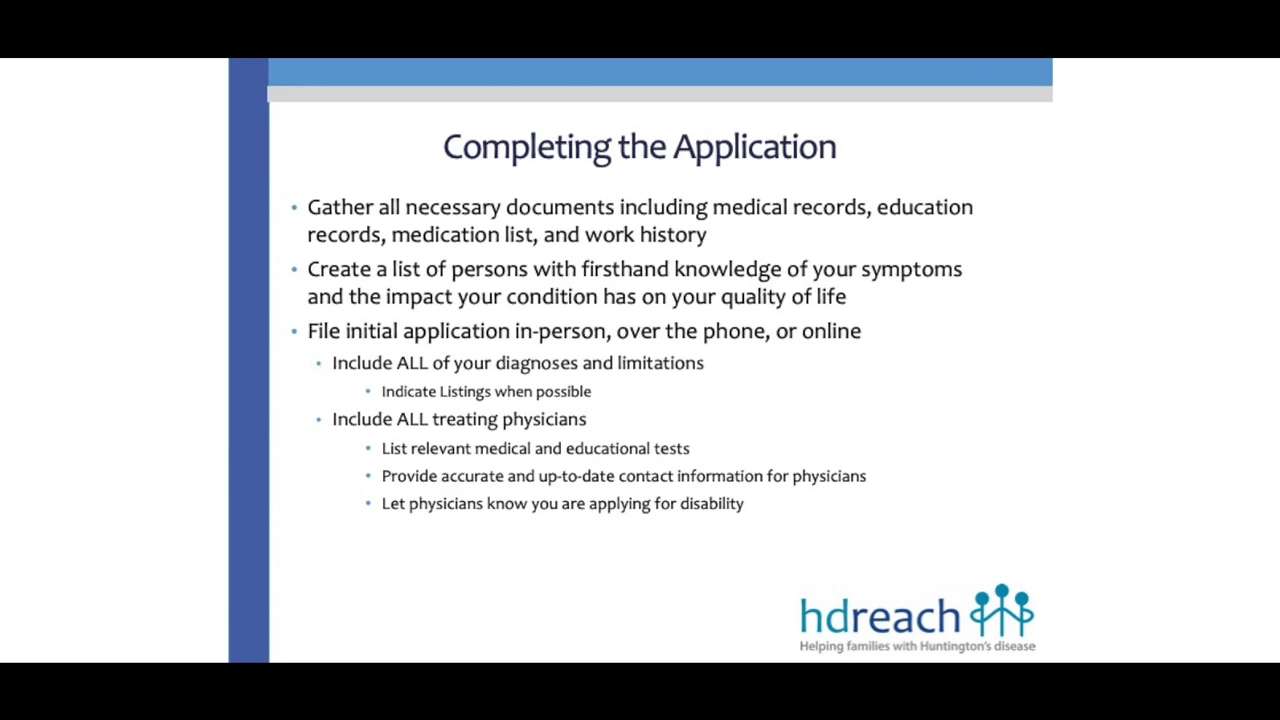 Completing the Application
• Gather all necessary documents including medical records, education
records, medication list, and work history
• Create a list of persons with firsthand knowledge of your symptoms
and the impact your condition has on your quality of life
• File initial application in-person, over the phone, or online
• Include ALL of your diagnoses and limitations
• Indicate Listings when possible
• Include ALL treating physicians
• List relevant medical and educational tests
• Provide accurate and up-to-date contact information for physicians
• Let physicians know you are applying for disability
hdreach
Helping families with Huntington's disease